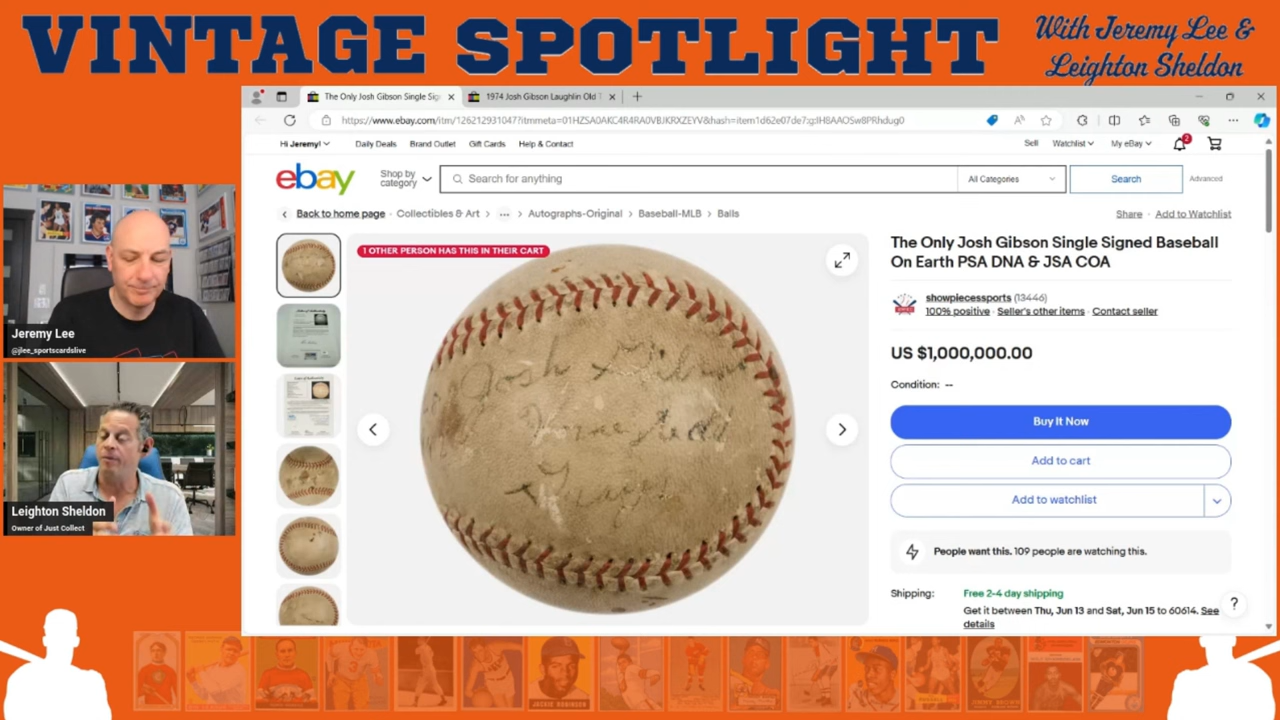 VINTAGE SPOTLIGHT
With Jeremy Lee &
Leighton Sheldon
The Only Josh Gibson Single Sig
1974 Josh Gibson Laughlin Old T
Hi Jeremy!
Daily Deals
Brand Outlet
Gift Cards
Help & Contact
Sell
Watchlist
My eBay
2
ebay
Shop by
category
Search for anything
All Categories
Search
Advanced
Back to home page
Collectibles & Art
...
Autographs-Original
Baseball-MLB
Balls
Share
Add to Watchlist
1 OTHER PERSON HAS THIS IN THEIR CART
Josh Gibson
The Only Josh Gibson Single Signed Baseball
On Earth PSA DNA & JSA COA
showpiecessports (13446)
100% positive · Seller's other items · Contact seller
US $1,000,000.00
Condition: --
Buy It Now
Add to cart
Add to watchlist
People want this. 109 people are watching this.
Shipping:
Free 2-4 day shipping
Get it between Thu, Jun 13 and Sat, Jun 15 to 60614. See
details
?
Jeremy Lee
@jlee_sportscardslive
Leighton Sheldon
Owner of Just Collect
JACKIE ROBINSON